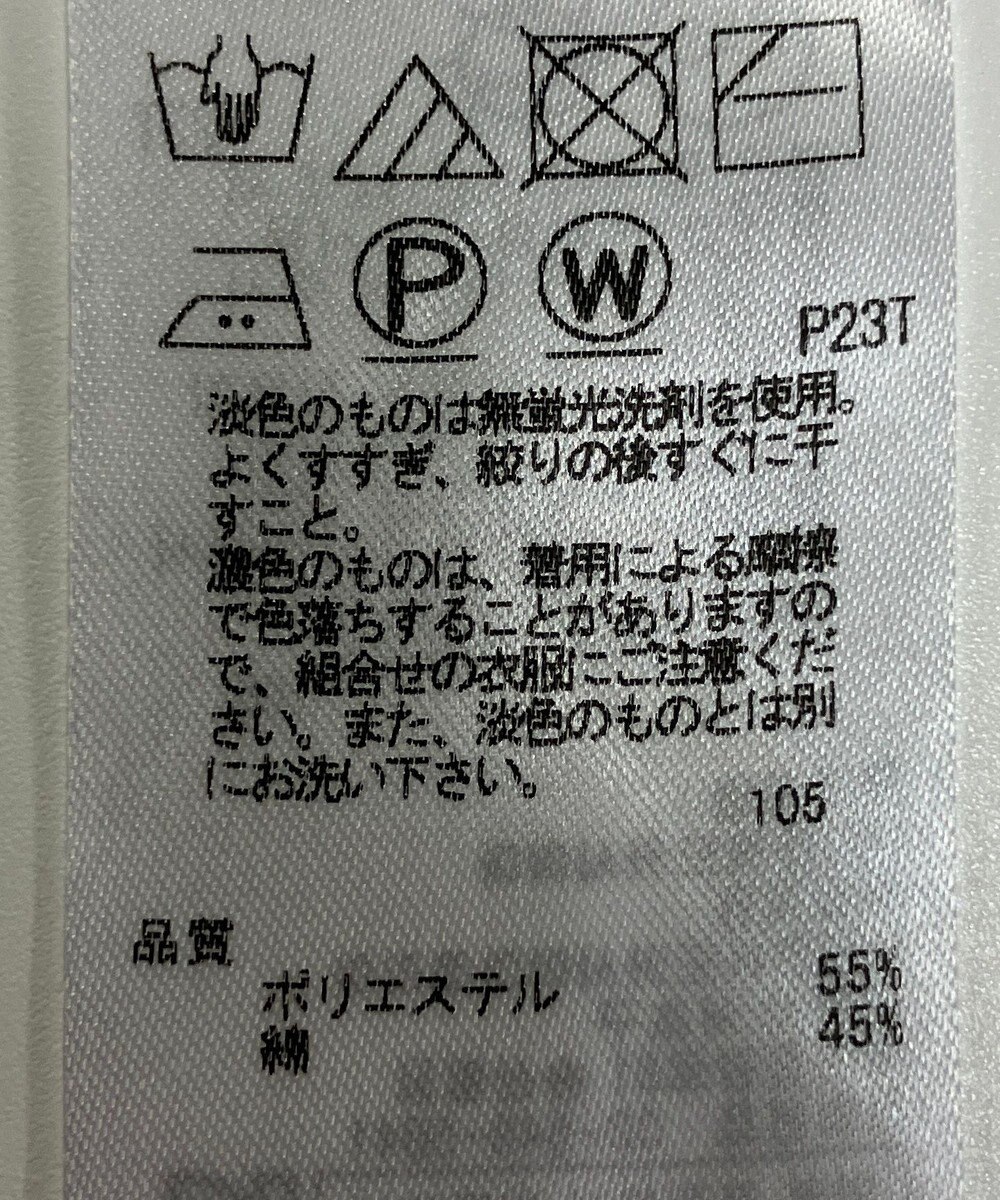 P
W
P23T
淡色のものは無蛍光洗剤を使用。
よくすすぎ、絞りの後すぐに干
すこと。
濃色のものは、着用による摩擦
で色落ちすることがありますの
で、組合せの衣服にご注意くだ
さい。また、淡色のものとは別
にお洗い下さい。
105
品質
ポリエステル 55%
綿 45%